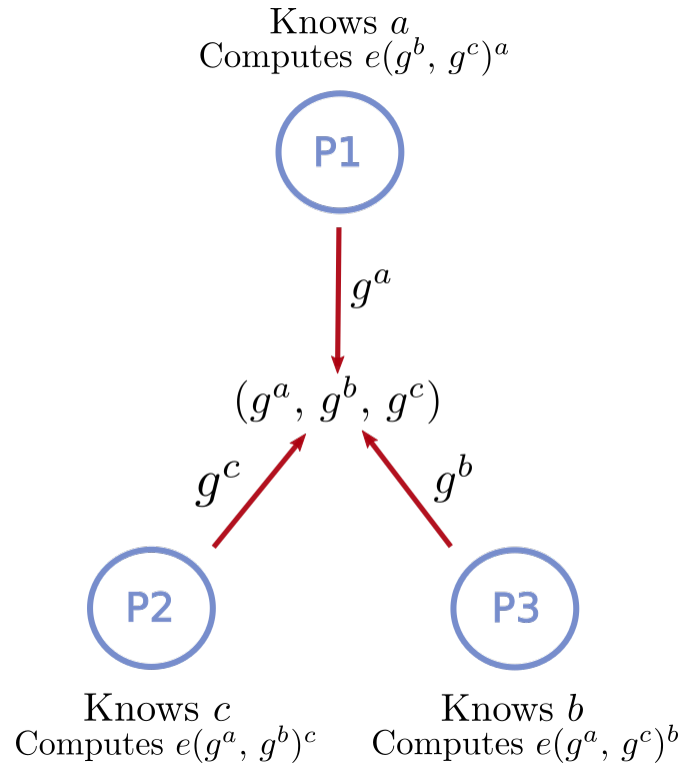 Knows a
Computes e(g^b, g^c)^a
P1
g^a
(g^a, g^b, g^c)
g^c
g^b
P2
P3
Knows c
Computes e(g^a, g^b)^c
Knows b
Computes e(g^a, g^c)^b